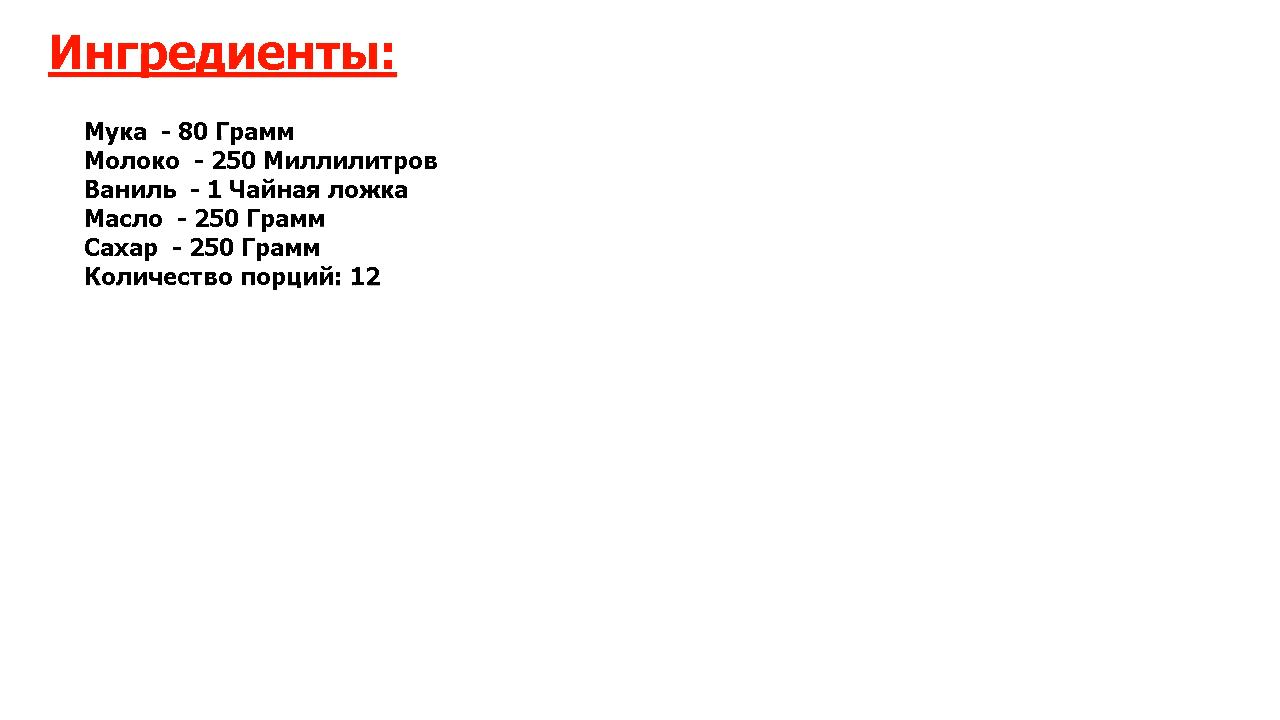 Ингредиенты:
Мука  - 80 Грамм
Молоко  - 250 Миллилитров
Ваниль  - 1 Чайная ложка
Масло  - 250 Грамм
Сахар  - 250 Грамм
Количество порций: 12